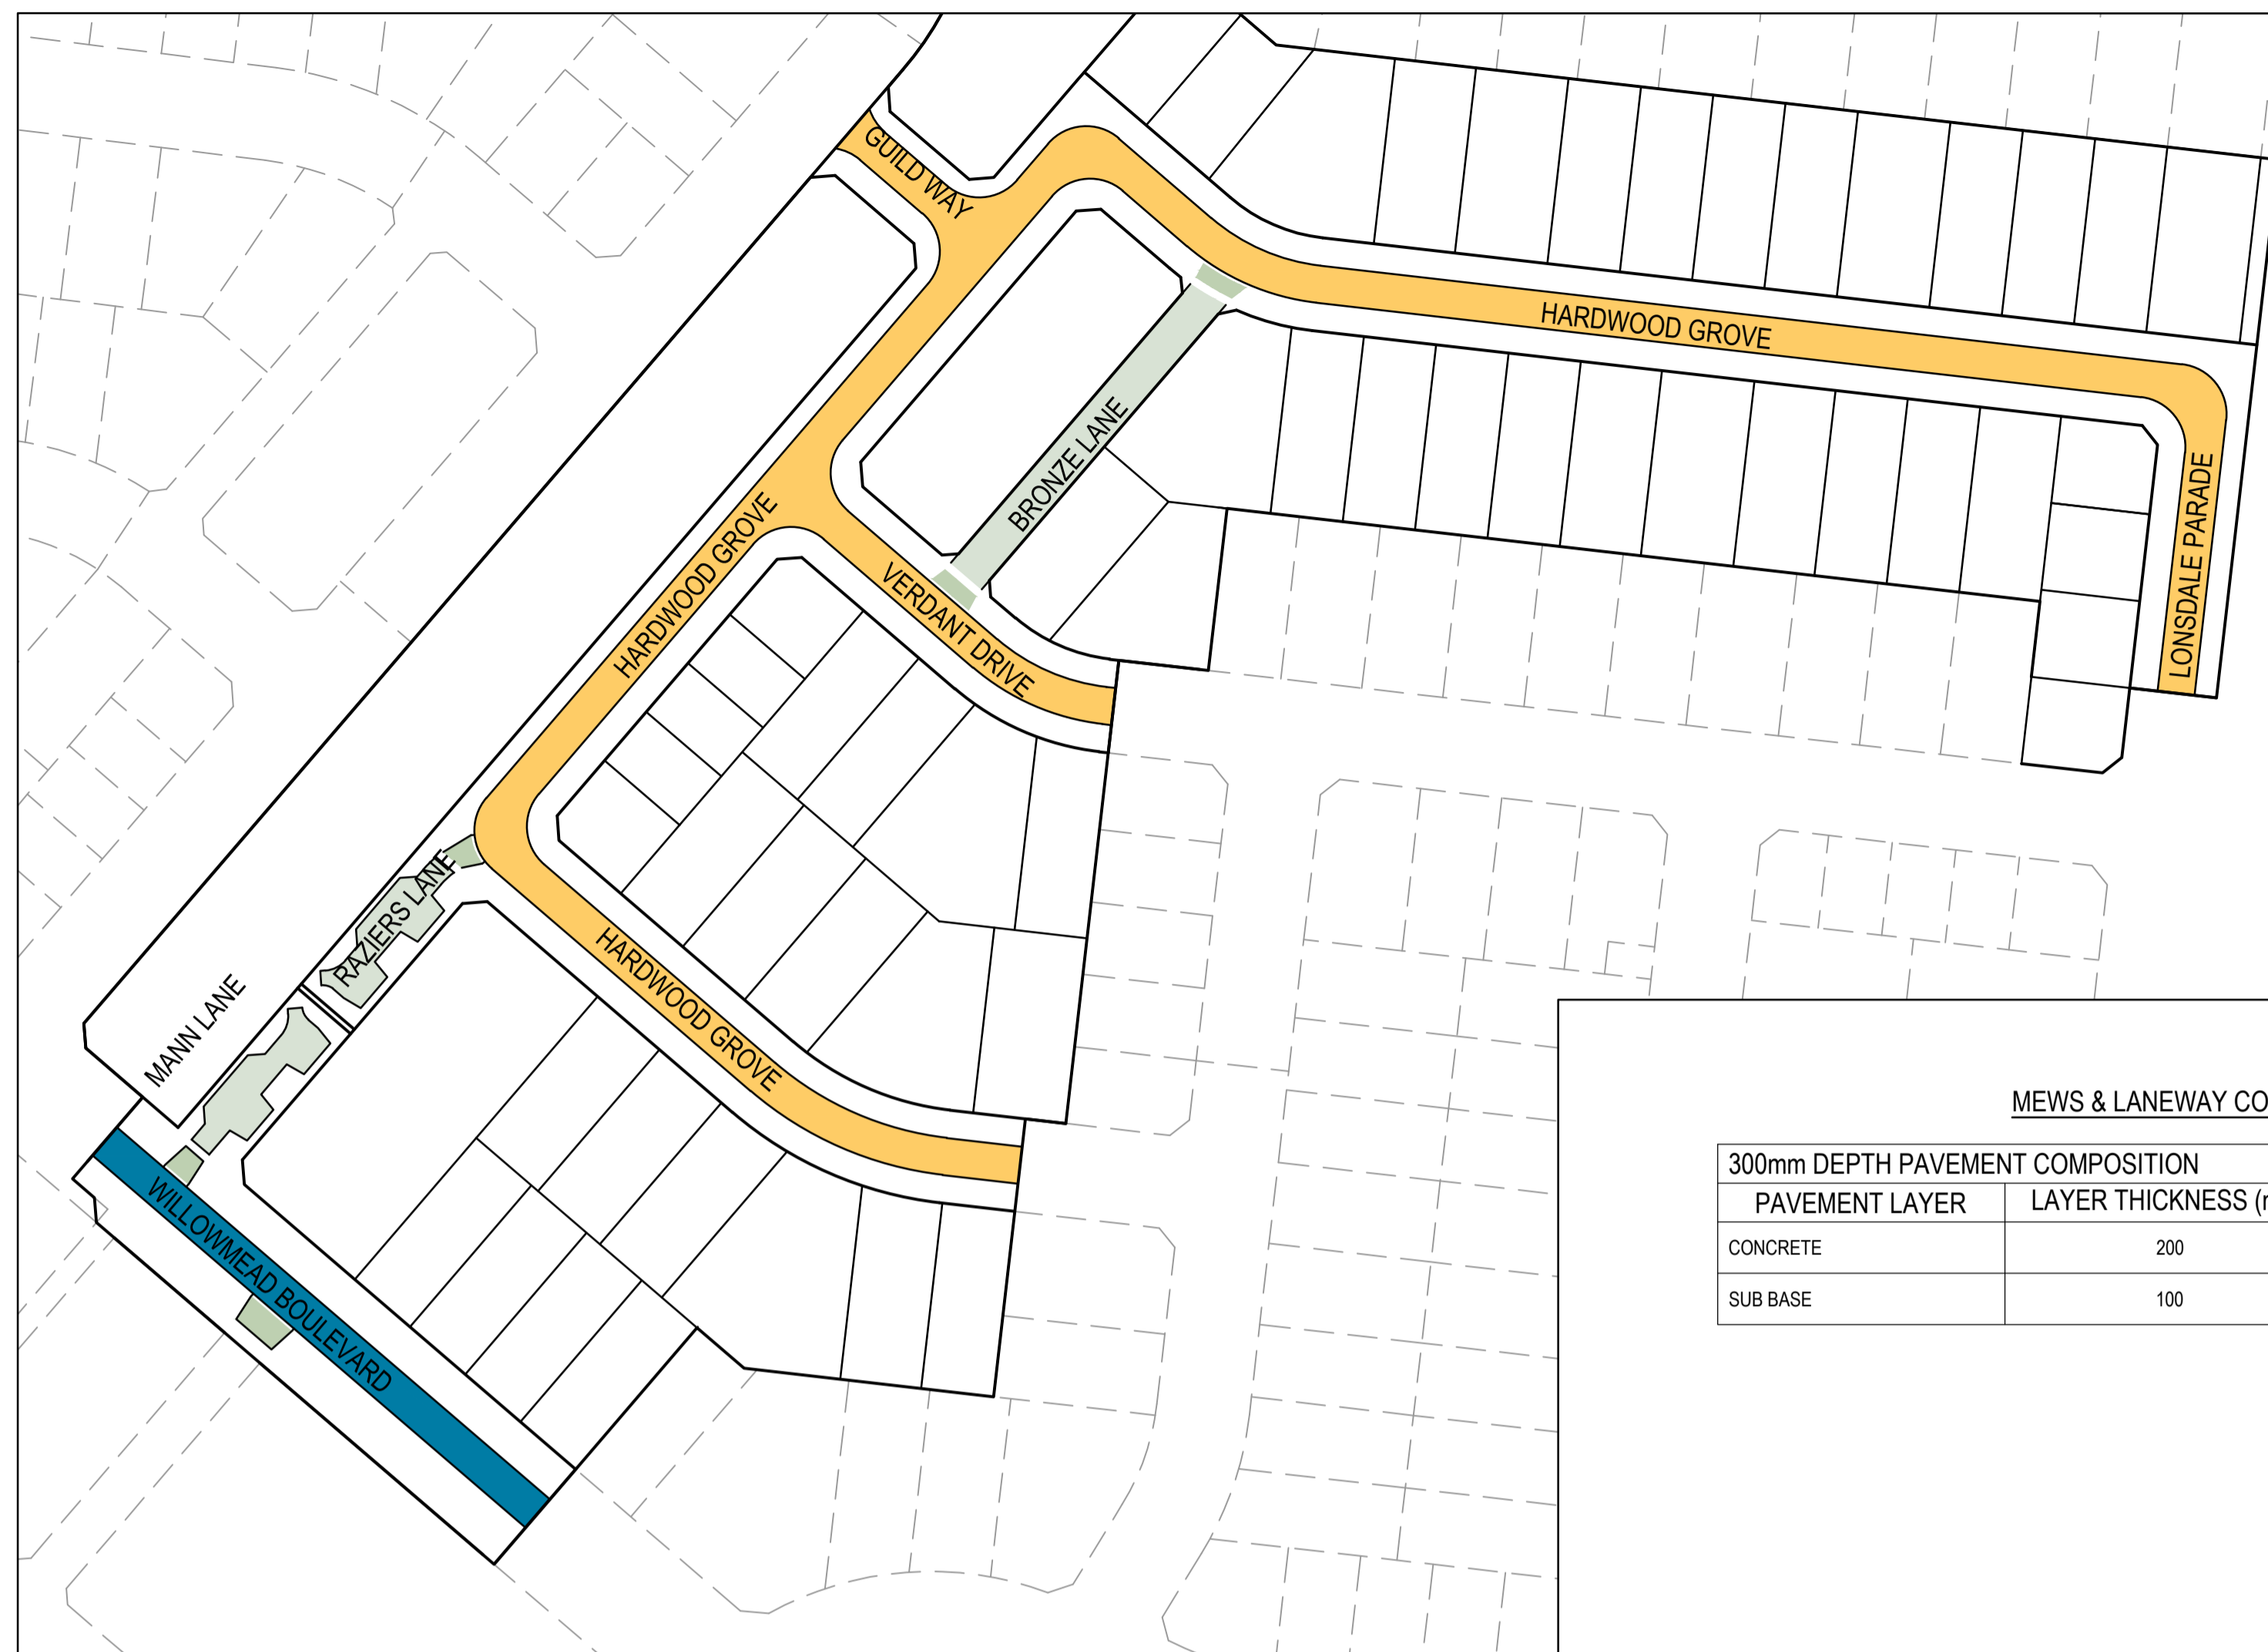 GUILD WAY
HARDWOOD GROVE
BRONZE LANE
LONSDALE PARADE
HARDWOOD GROVE
VERDANT DRIVE
RAZIERS LANE
HARDWOOD GROVE
MANN LANE
WILLOWMEAD BOULEVARD
MEWS & LANEWAY CO
300mm DEPTH PAVEMENT COMPOSITION
PAVEMENT LAYER LAYER THICKNESS (
CONCRETE 200
SUB BASE 100